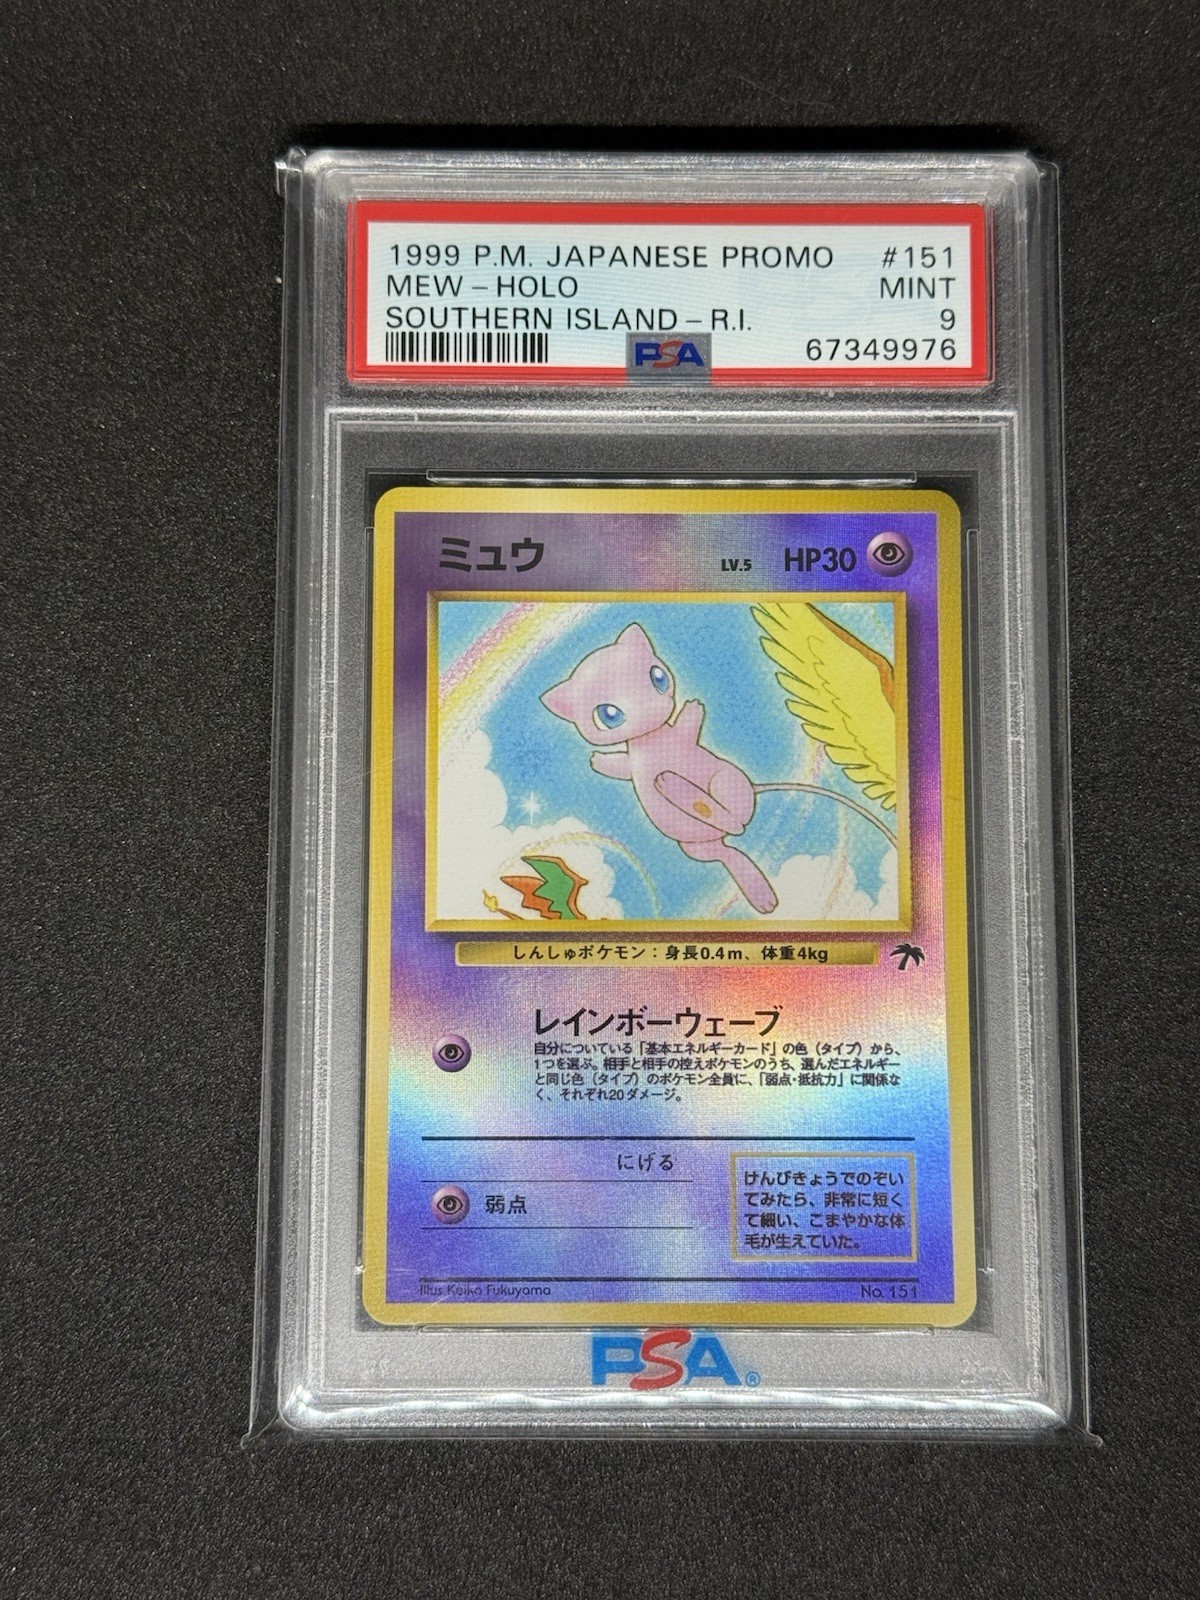 1999 P.M. JAPANESE PROMO #151
MEW - HOLO MINT
SOUTHERN ISLAND - R.I. 9
PSA 67349976
ミュウ LV.5 HP30
しんしゅポケモン：身長0.4m、体重4kg
レインボーウェーブ
自分についている「基本エネルギーカード」の色（タイプ）から、
1つを選ぶ。相手と相手の控えポケモンのうち、選んだエネルギー
と同じ色（タイプ）のポケモン全員に、「弱点・抵抗力」に関係な
く、それぞれ20ダメージ。
にげる
弱点
けんびきょうでのぞい
てみたら、非常に短く
て細い、こまやかな体
毛が生えていた。
Illus. Keiko Fukuyama No. 151
PSA®